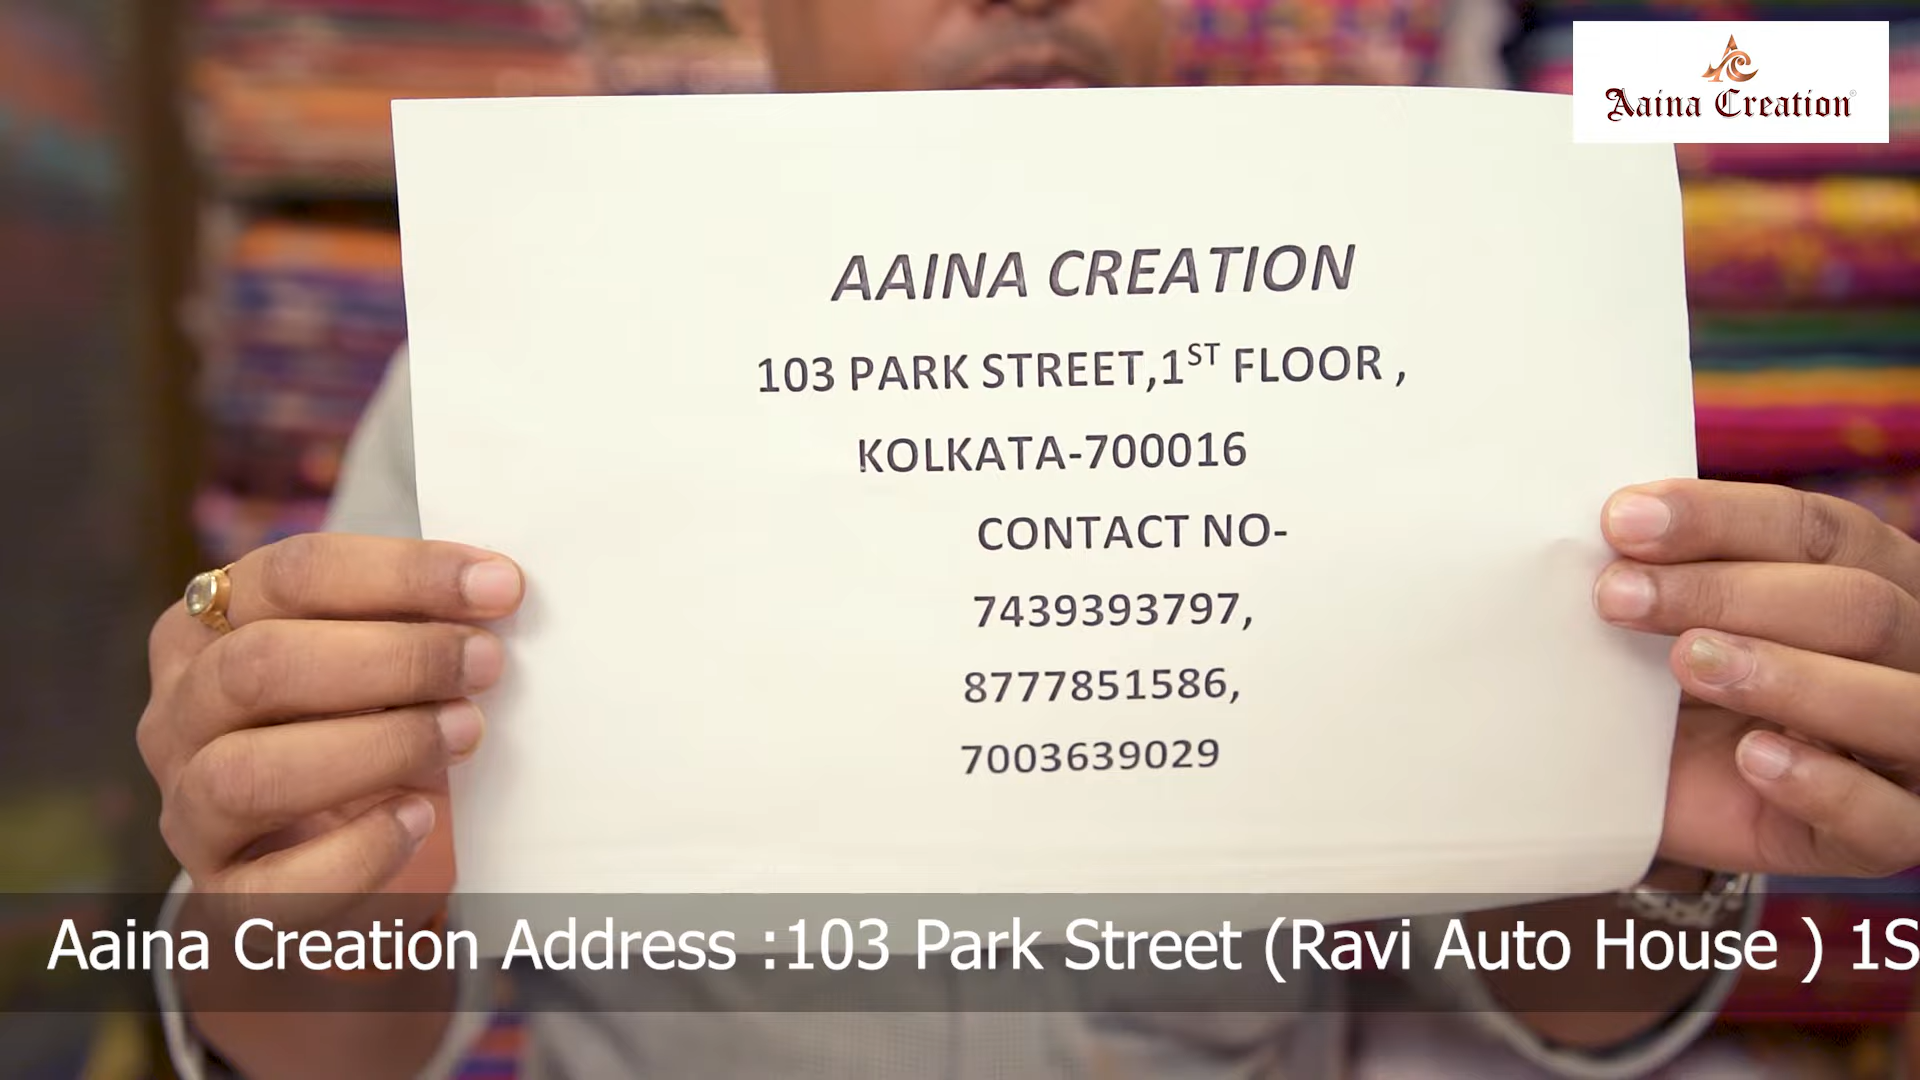 Aaina Creation
AAINA CREATION
103 PARK STREET,1ST FLOOR ,
KOLKATA-700016
CONTACT NO-
7439393797,
8777851586,
7003639029
Aaina Creation Address :103 Park Street (Ravi Auto House ) 1S